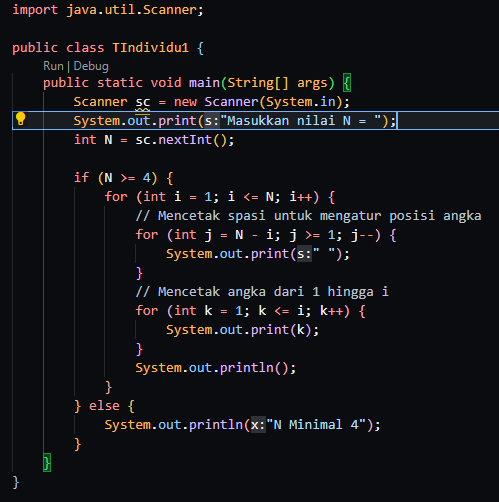 import java.util.Scanner;
public class TIndividu1 {
Run | Debug
public static void main(String[] args) {
Scanner sc = new Scanner(System.in);
System.out.print(s:"Masukkan nilai N = ");
int N = sc.nextInt();
if (N >= 4) {
for (int i = 1; i <= N; i++) {
// Mencetak spasi untuk mengatur posisi angka
for (int j = N - i; j >= 1; j--) {
System.out.print(s:" ");
}
// Mencetak angka dari 1 hingga i
for (int k = 1; k <= i; k++) {
System.out.print(k);
}
System.out.println();
}
} else {
System.out.println(x:"N Minimal 4");
}
}
}